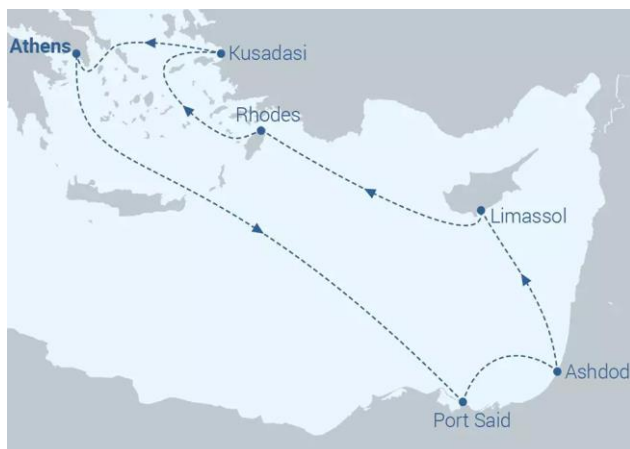 Athens
Kusadasi
Rhodes
Limassol
Ashdod
Port Said